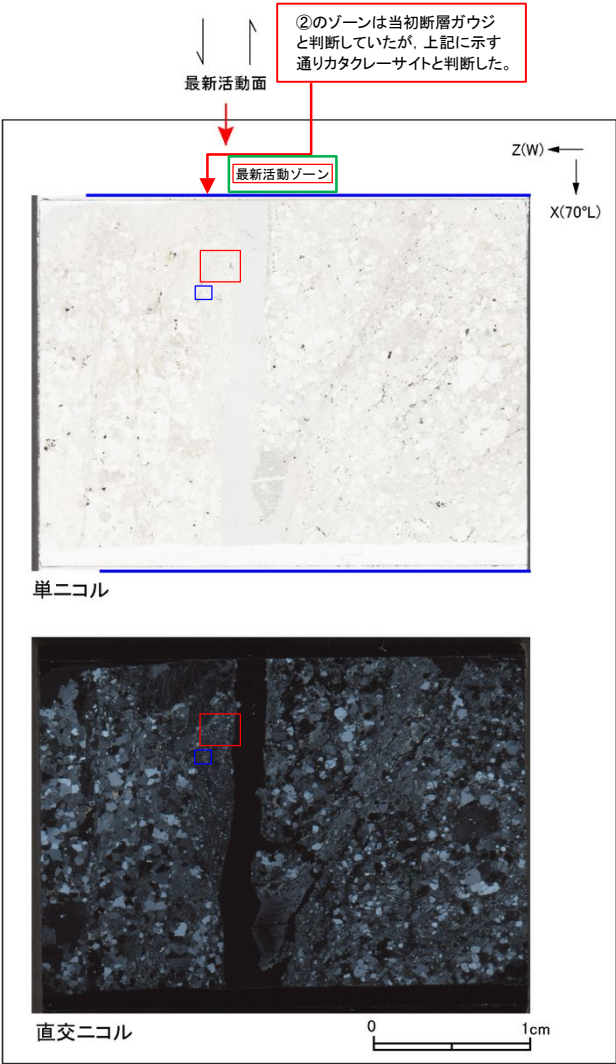 ②のゾーンは当初断層ガウジ
と判断していたが，上記に示す
通りカタクレーサイトと判断した。
最新活動面
最新活動ゾーン
Z(W)
X(70°L)
単ニコル
直交ニコル
0
1cm